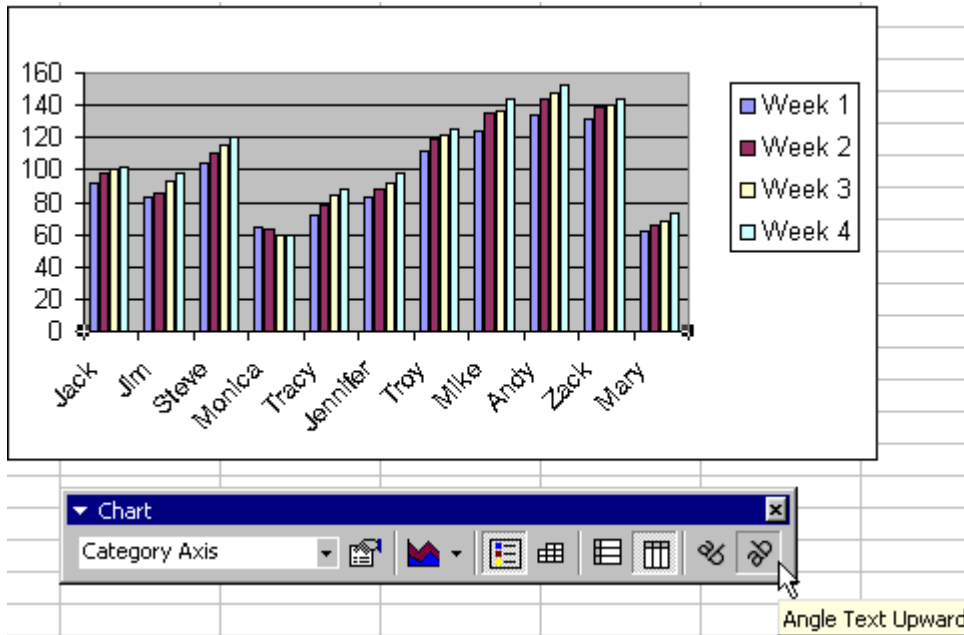 160
140
120
100
80
60
40
20
0
Jack Jim Steve Monica Tracy Jennifer Troy Mike Andy Zack Mary
Week 1
Week 2
Week 3
Week 4
Chart
Category Axis
Angle Text Upward